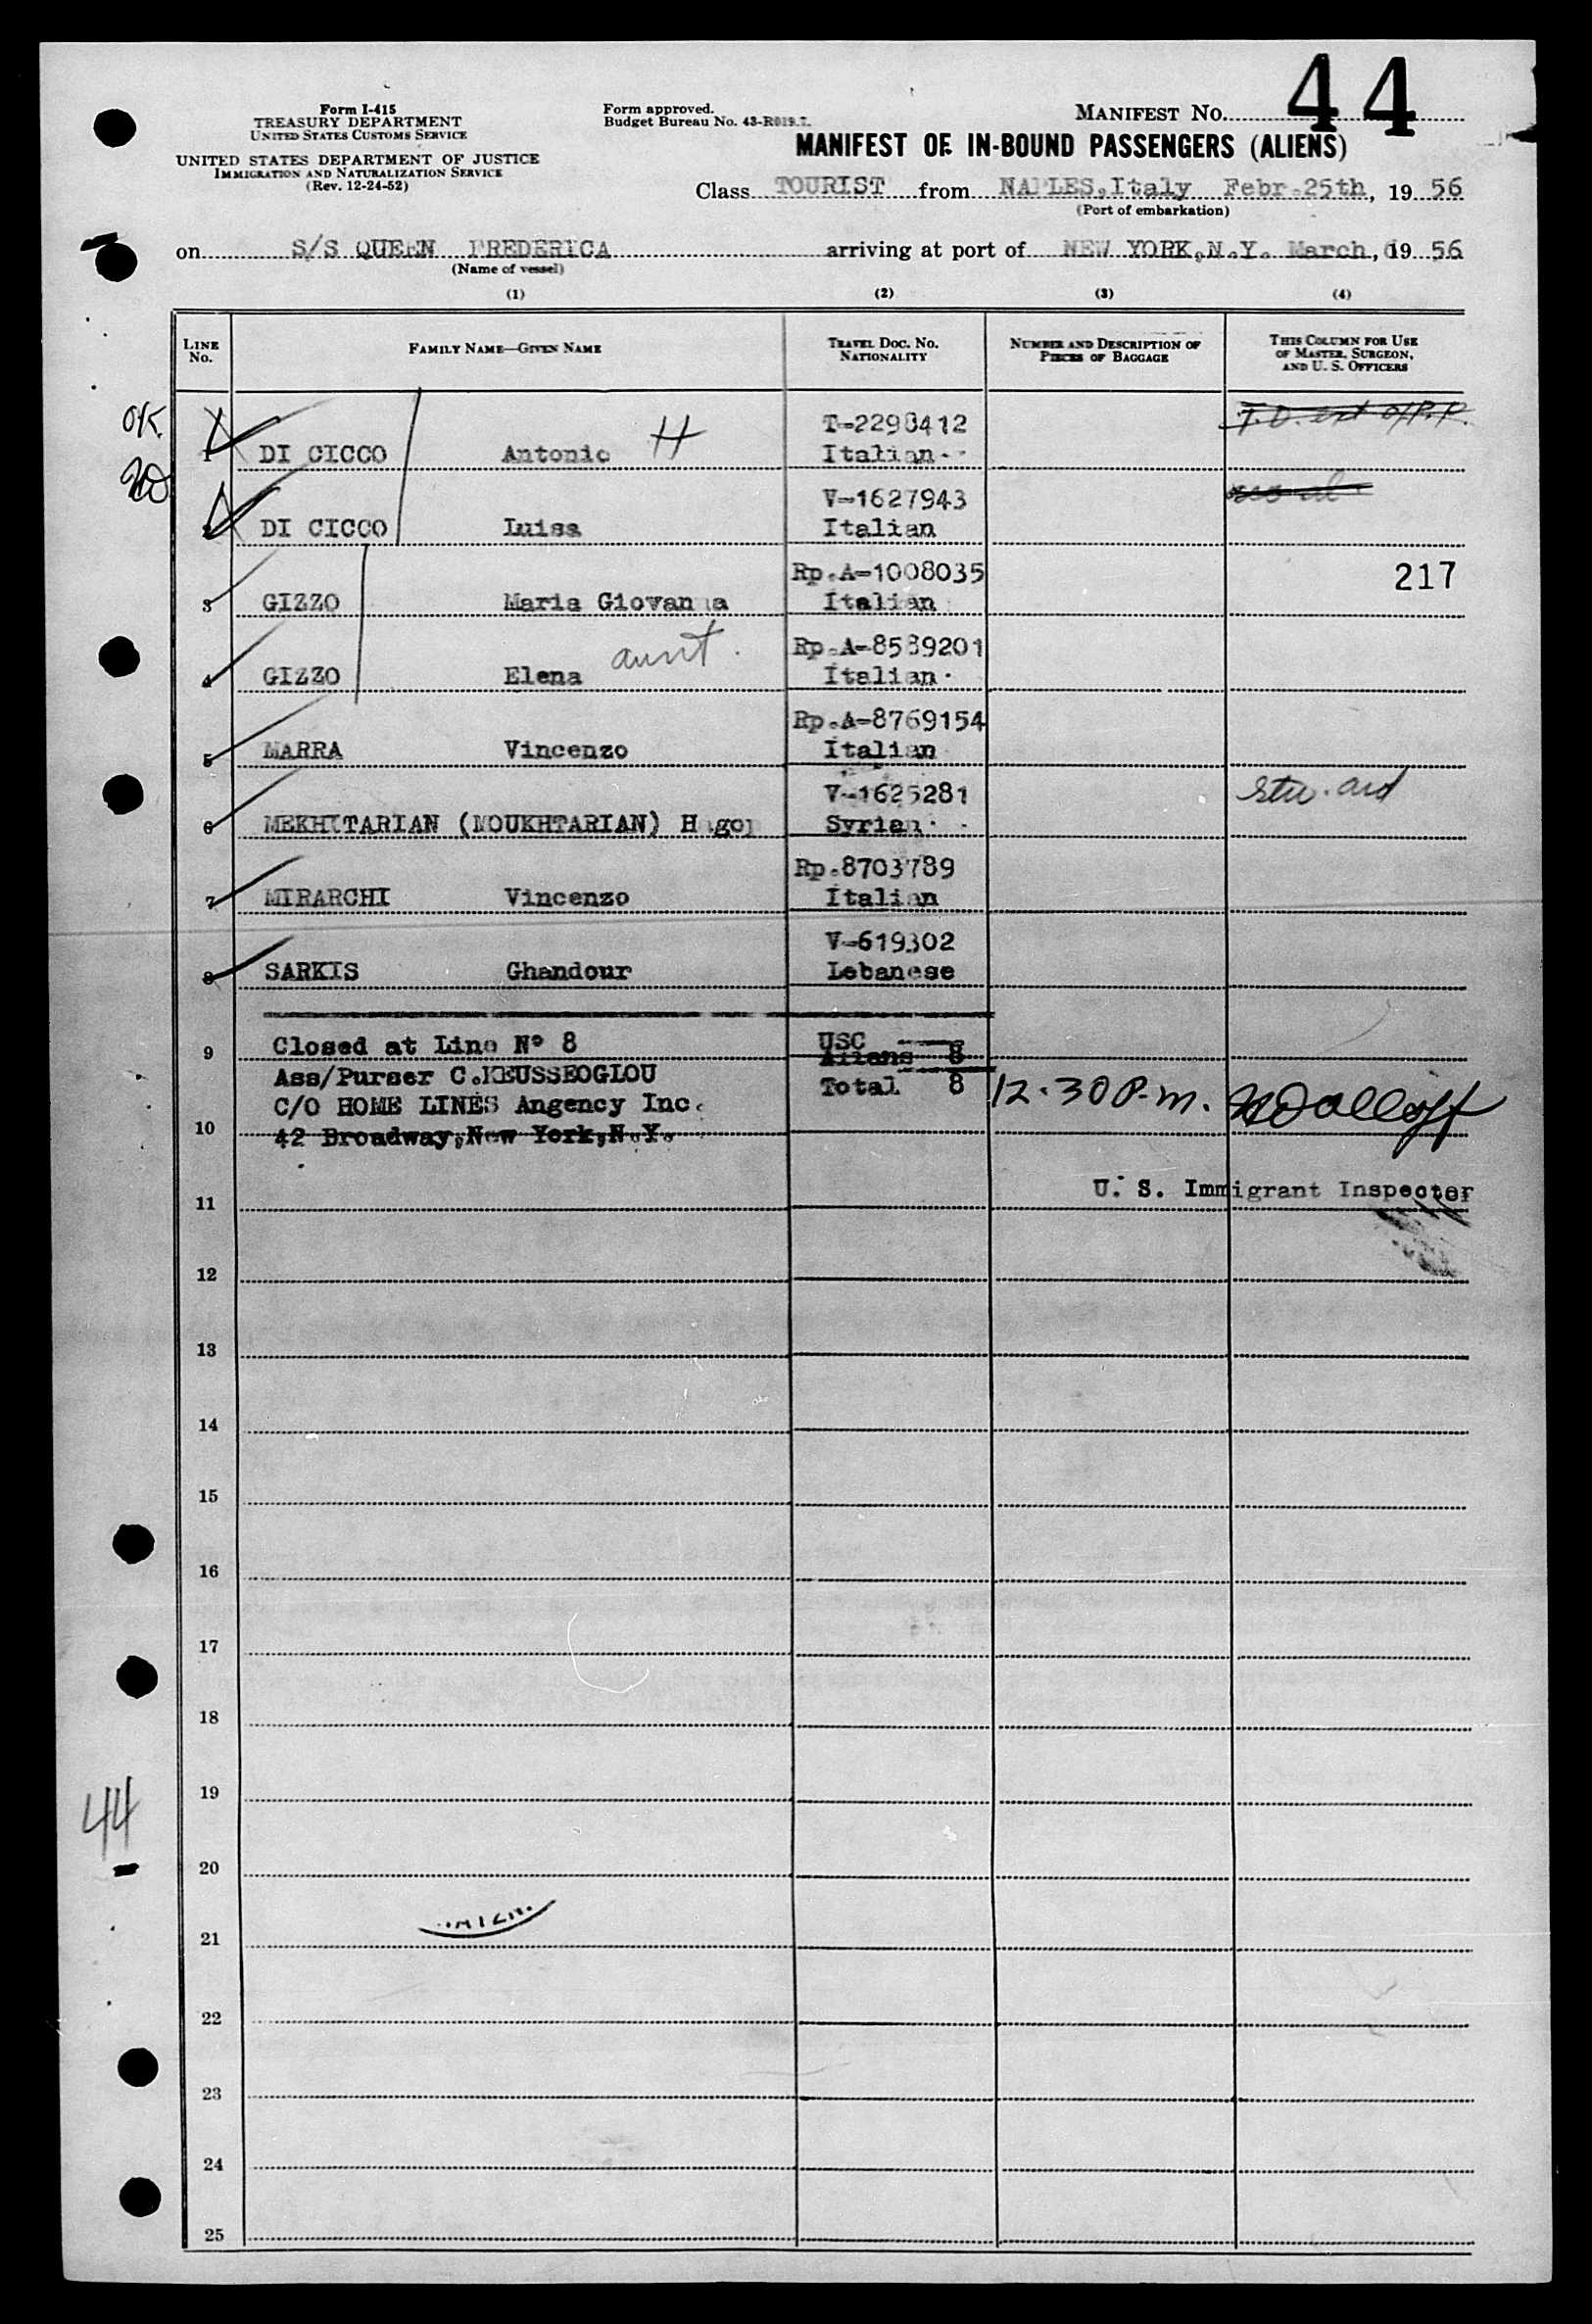 44
Form I-415
TREASURY DEPARTMENT
UNITED STATES CUSTOMS SERVICE
UNITED STATES DEPARTMENT OF JUSTICE
IMMIGRATION AND NATURALIZATION SERVICE
(Rev. 12-24-52)
Form approved.
Budget Bureau No. 43-R019.7.
MANIFEST No.
MANIFEST OF IN-BOUND PASSENGERS (ALIENS)
Class TOURIST from NAPLES,Italy Febr.25th, 19 56
(Port of embarkation)
on S/S QUEEN FREDERICA arriving at port of NEW YORK,N.Y. March, 19 56
(Name of vessel)
(1) (2) (3) (4)
LINE No. FAMILY NAME—GIVEN NAME TRAVEL DOC. No. NATIONALITY NUMBER AND DESCRIPTION OF PIECES OF BAGGAGE THIS COLUMN FOR USE OF MASTER, SURGEON, AND U. S. OFFICERS
OK
T-2298412
1 DI CICCO Antonio H Italian
V-1627943
2 DI CICCO Luisa Italian
Rp.A-1008035 217
3 GIZZO Maria Giovanna Italian
Rp.A-8589201
4 GIZZO Elena aunt. Italian
Rp.A-8769154
5 MARRA Vincenzo Italian
V-1625281
6 MEKHITARIAN (MOUKHTARIAN) Hagop Syrian
Rp.8703789
7 MIRARCHI Vincenzo Italian
V-619302
8 SARKIS Ghandour Lebanese
9 Closed at Line Nº 8 USC
Ailens 8
Ass/Purser C.KEUSSEOGLOU Total 8 12.30 P.m.
C/O HOME LINES Angency Inc.
10 42 Broadway,New York,N.Y.
U. S. Immigrant Inspector
11
12
13
14
15
16
17
18
19
44
20
21
22
23
24
25